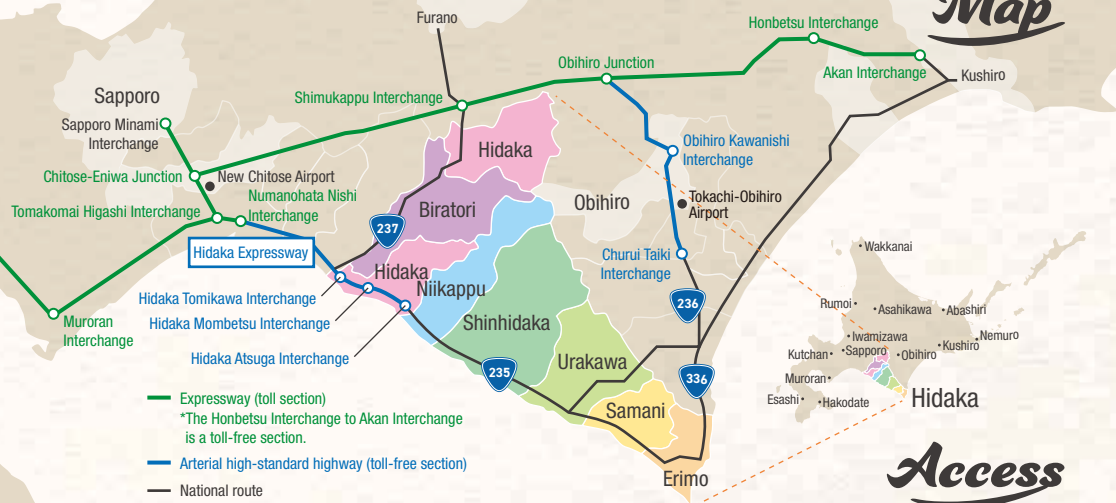 Map
Furano
Honbetsu Interchange
Obihiro Junction
Akan Interchange
Kushiro
Sapporo
Shimukappu Interchange
Sapporo Minami
Interchange
Obihiro Kawanishi
Interchange
Hidaka
Chitose-Eniwa Junction
New Chitose Airport
Numanohata Nishi
Interchange
Tokachi-Obihiro
Airport
Obihiro
Biratori
Tomakomai Higashi Interchange
237
Hidaka Expressway
Churui Taiki
Interchange
Wakkanai
Hidaka
Niikappu
Hidaka Tomikawa Interchange
236
Rumoi
Asahikawa
Abashiri
Muroran
Interchange
Hidaka Mombetsu Interchange
Shinhidaka
Iwamizawa
Nemuro
Kushiro
Kutchan
Sapporo
Obihiro
Hidaka Atsuga Interchange
Urakawa
235
336
Muroran
Esashi
Hakodate
Hidaka
Samani
Expressway (toll section)
*The Honbetsu Interchange to Akan Interchange
is a toll-free section.
Arterial high-standard highway (toll-free section)
National route
Erimo
Access